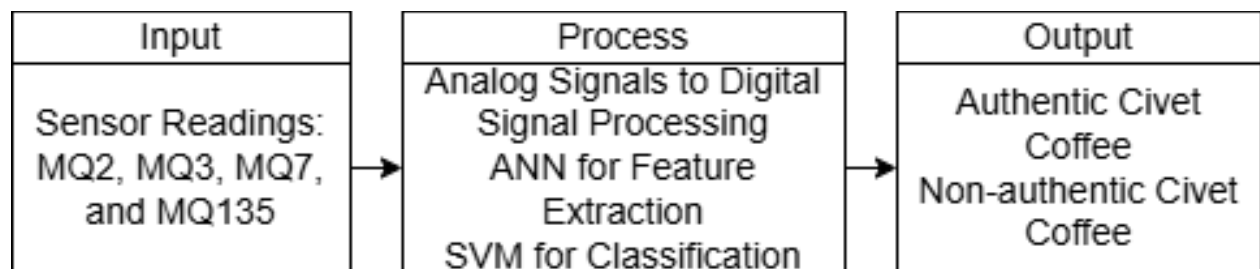 Input
Sensor Readings:
MQ2, MQ3, MQ7,
and MQ135
Process
Analog Signals to Digital
Signal Processing
ANN for Feature
Extraction
SVM for Classification
Output
Authentic Civet
Coffee
Non-authentic Civet
Coffee